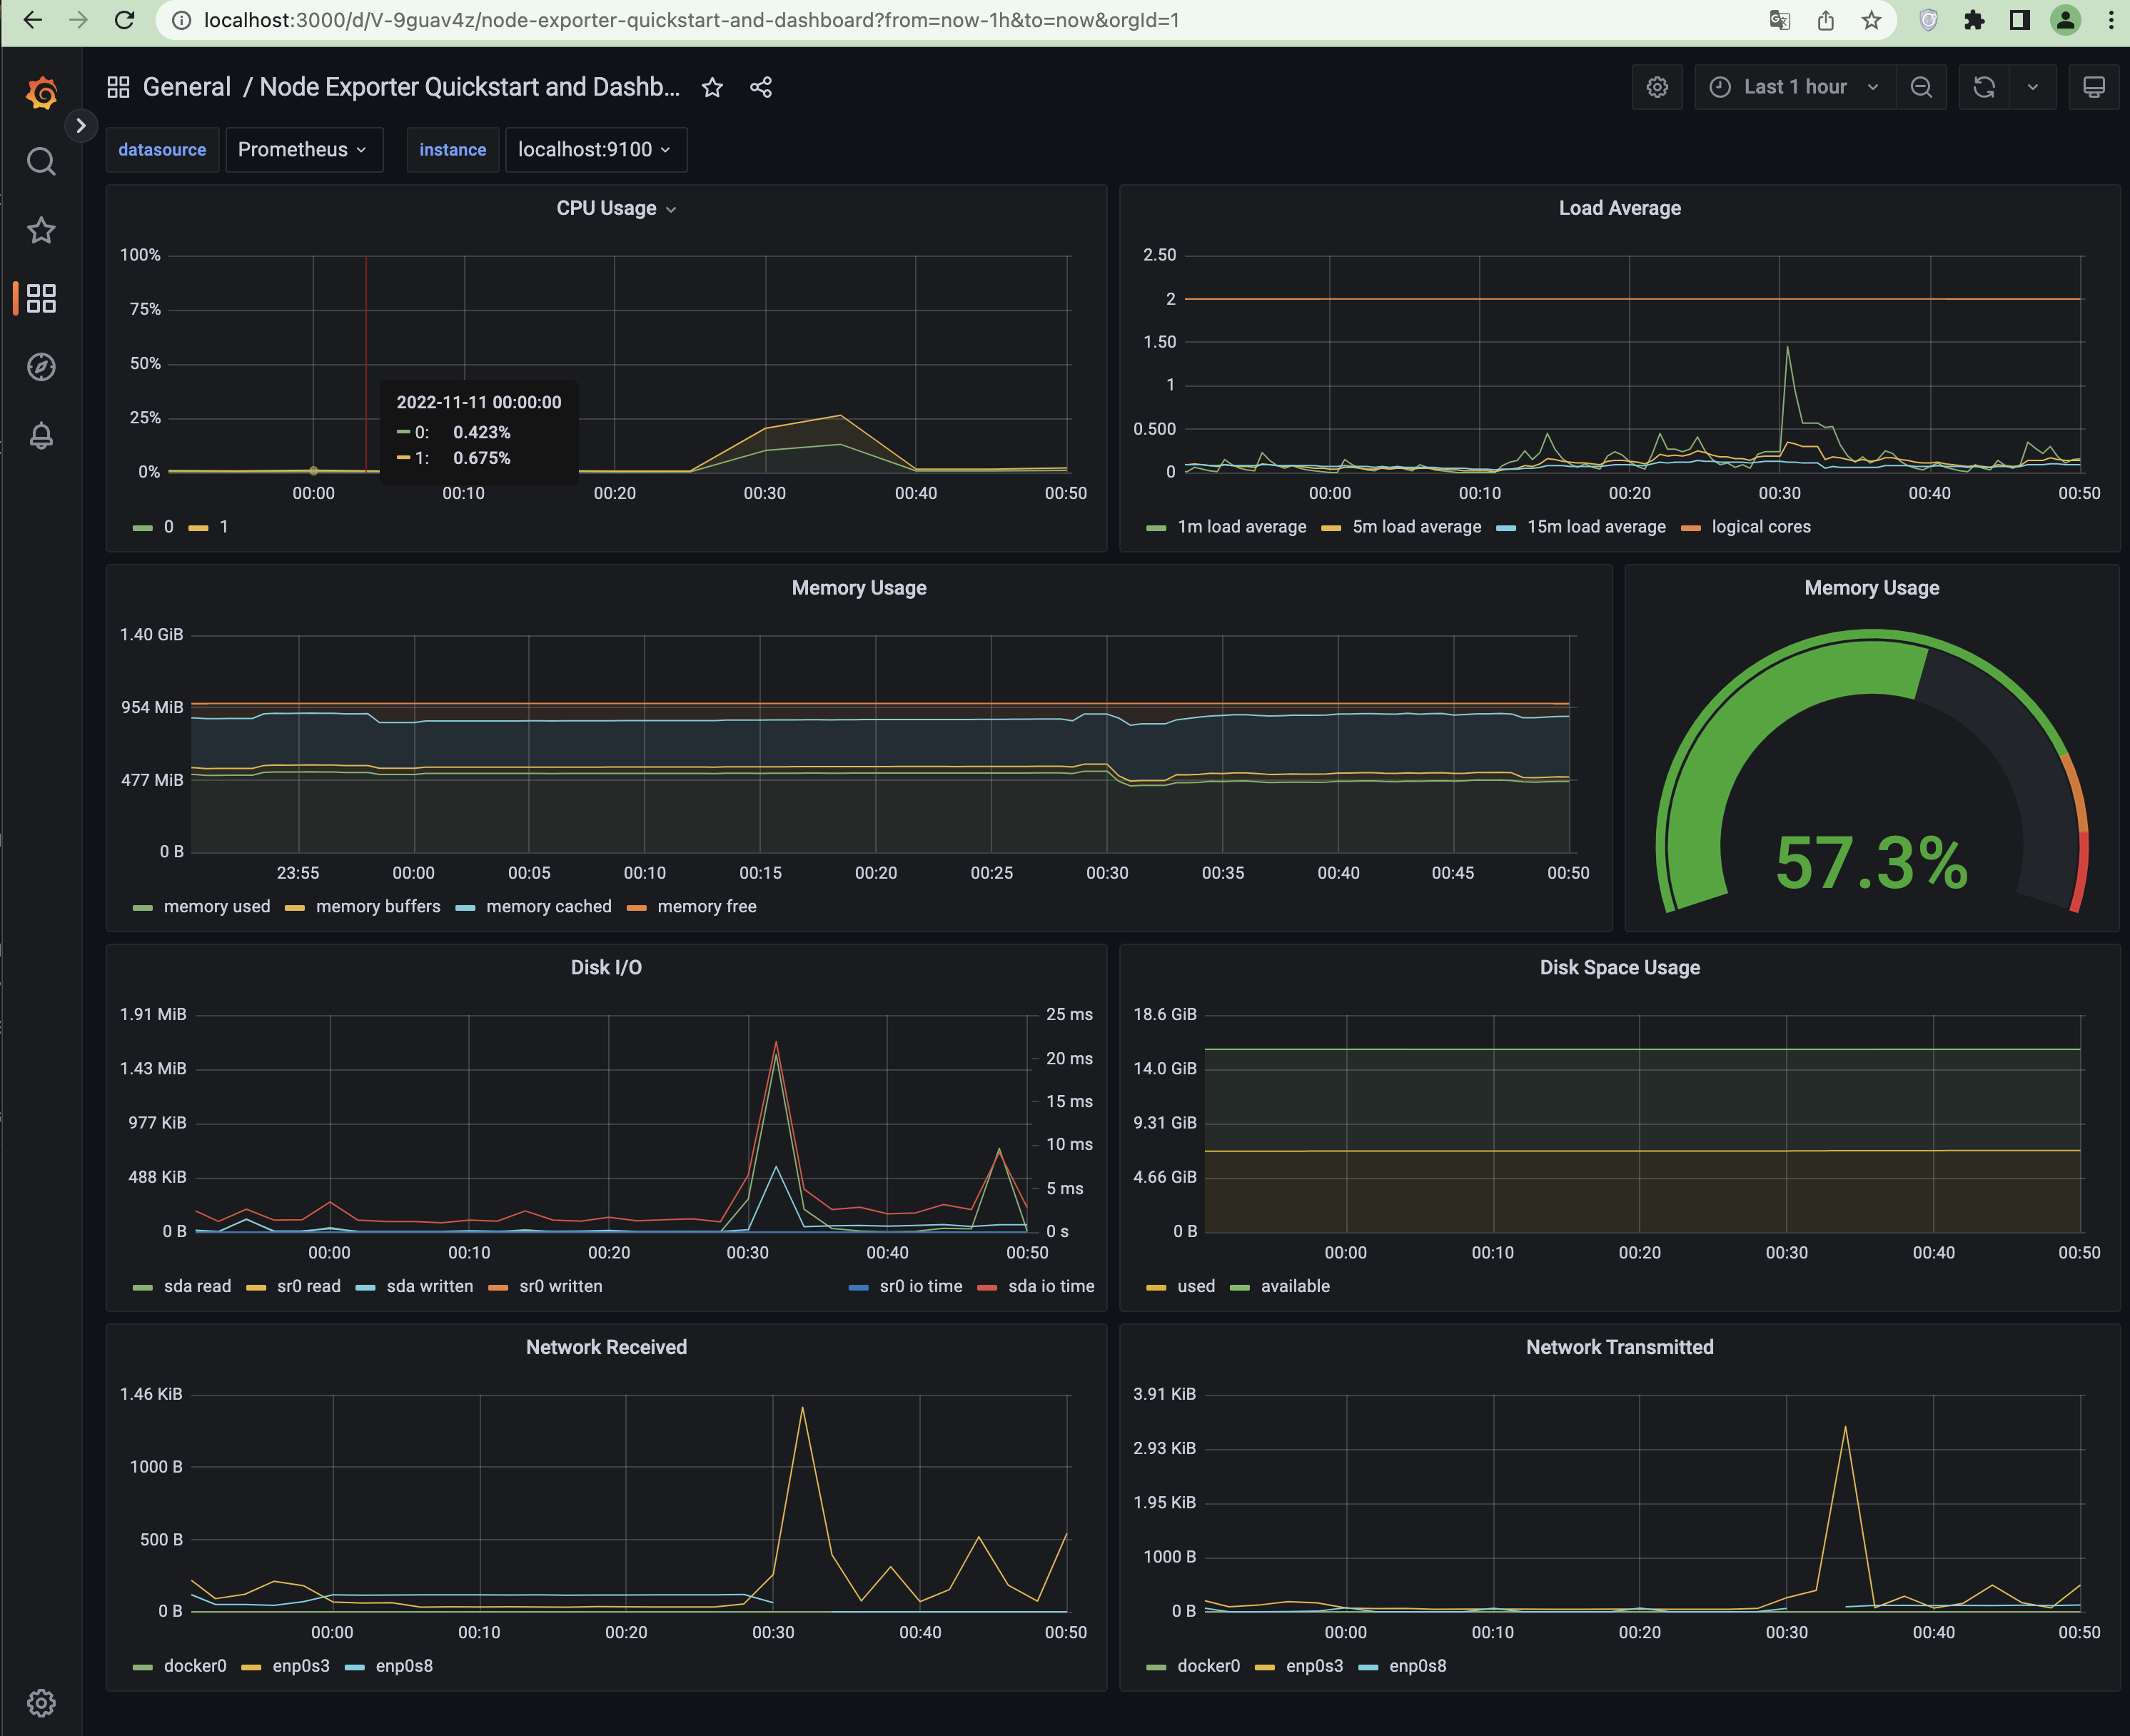 localhost:3000/d/V-9guav4z/node-exporter-quickstart-and-dashboard?from=now-1h&to=now&orgId=1
General / Node Exporter Quickstart and Dashb...
Last 1 hour
datasource Prometheus instance localhost:9100
CPU Usage
100%
75%
50%
25%
0%
2022-11-11 00:00:00
0: 0.423%
1: 0.675%
00:00 00:10 00:20 00:30 00:40 00:50
0 1
Load Average
2.50
2
1.50
1
0.500
0
00:00 00:10 00:20 00:30 00:40 00:50
1m load average 5m load average 15m load average logical cores
Memory Usage
1.40 GiB
954 MiB
477 MiB
0 B
23:55 00:00 00:05 00:10 00:15 00:20 00:25 00:30 00:35 00:40 00:45 00:50
memory used memory buffers memory cached memory free
Memory Usage
57.3%
Disk I/O
1.91 MiB
1.43 MiB
977 KiB
488 KiB
0 B
25 ms
20 ms
15 ms
10 ms
5 ms
0 s
00:00 00:10 00:20 00:30 00:40 00:50
sda read sr0 read sda written sr0 written sr0 io time sda io time
Disk Space Usage
18.6 GiB
14.0 GiB
9.31 GiB
4.66 GiB
0 B
00:00 00:10 00:20 00:30 00:40 00:50
used available
Network Received
1.46 KiB
1000 B
500 B
0 B
00:00 00:10 00:20 00:30 00:40 00:50
docker0 enp0s3 enp0s8
Network Transmitted
3.91 KiB
2.93 KiB
1.95 KiB
1000 B
0 B
00:00 00:10 00:20 00:30 00:40 00:50
docker0 enp0s3 enp0s8